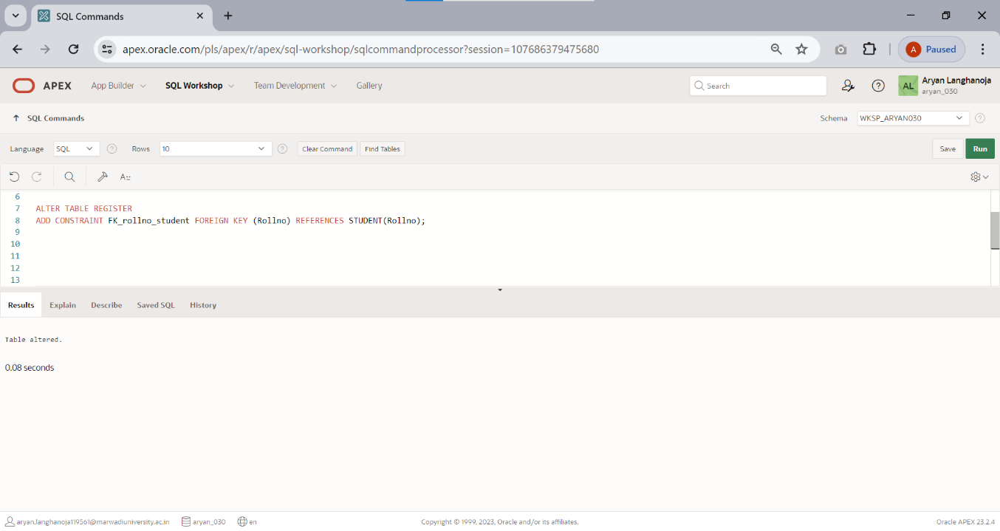 SQL Commands
apex.oracle.com/pls/apex/r/apex/sql-workshop/sqlcommandprocessor?session=107686379475680
A Paused
APEX App Builder SQL Workshop Team Development Gallery Search AL Aryan Langhanoja
aryan_030
SQL Commands Schema WKSP_ARYAN030
Language SQL Rows 10 Clear Command Find Tables Save Run
6
7 ALTER TABLE REGISTER
8 ADD CONSTRAINT FK_rollno_student FOREIGN KEY (Rollno) REFERENCES STUDENT(Rollno);
9
10
11
12
13
Results Explain Describe Saved SQL History
Table altered.
0.08 seconds
aryan.langhanoja119561@marwadiuniversity.ac.in aryan_030 en Copyright © 1999, 2023, Oracle and/or its affiliates. Oracle APEX 23.2.4